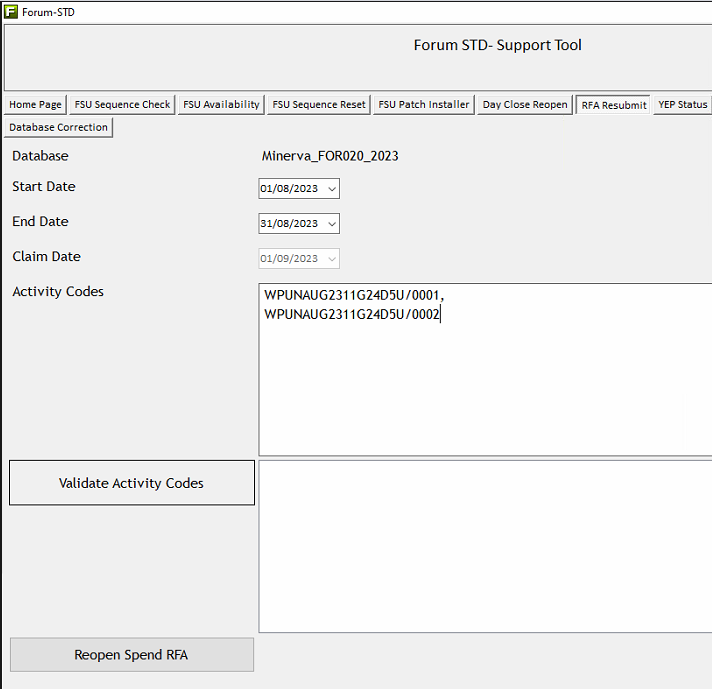 Forum-STD
Forum STD- Support Tool
Home Page FSU Sequence Check FSU Availability FSU Sequence Reset FSU Patch Installer Day Close Reopen RFA Resubmit YEP Status
Database Correction
Database Minerva_FOR020_2023
Start Date 01/08/2023
End Date 31/08/2023
Claim Date 01/09/2023
Activity Codes WPUNAUG2311G24D5U/0001,
WPUNAUG2311G24D5U/0002
Validate Activity Codes
Reopen Spend RFA